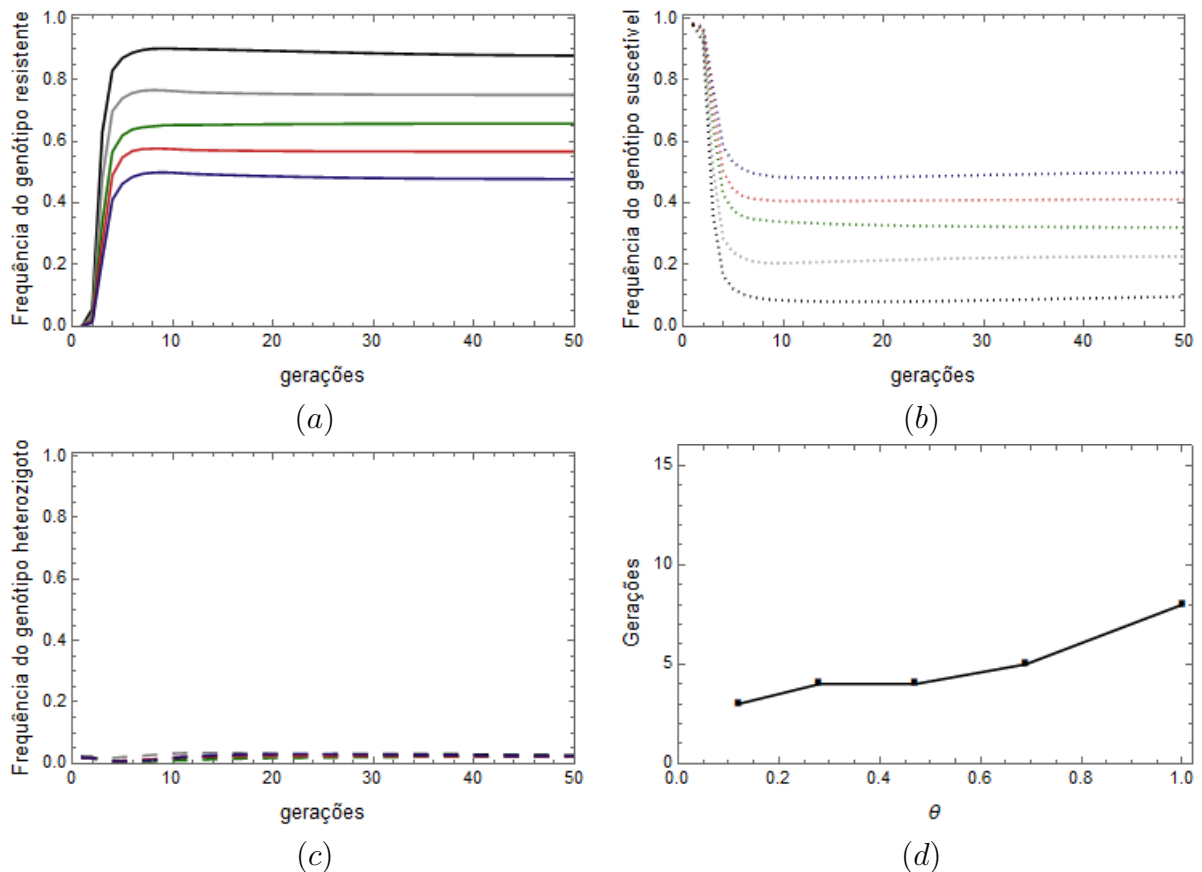 Frequência do genótipo resistente
1.0
0.8
0.6
0.4
0.2
0.0
0 10 20 30 40 50
gerações
(a)
Frequência do genótipo suscetível
1.0
0.8
0.6
0.4
0.2
0.0
0 10 20 30 40 50
gerações
(b)
Frequência do genótipo heterozigoto
1.0
0.8
0.6
0.4
0.2
0.0
0 10 20 30 40 50
gerações
(c)
Gerações
15
10
5
0
0.0 0.2 0.4 0.6 0.8 1.0
θ
(d)